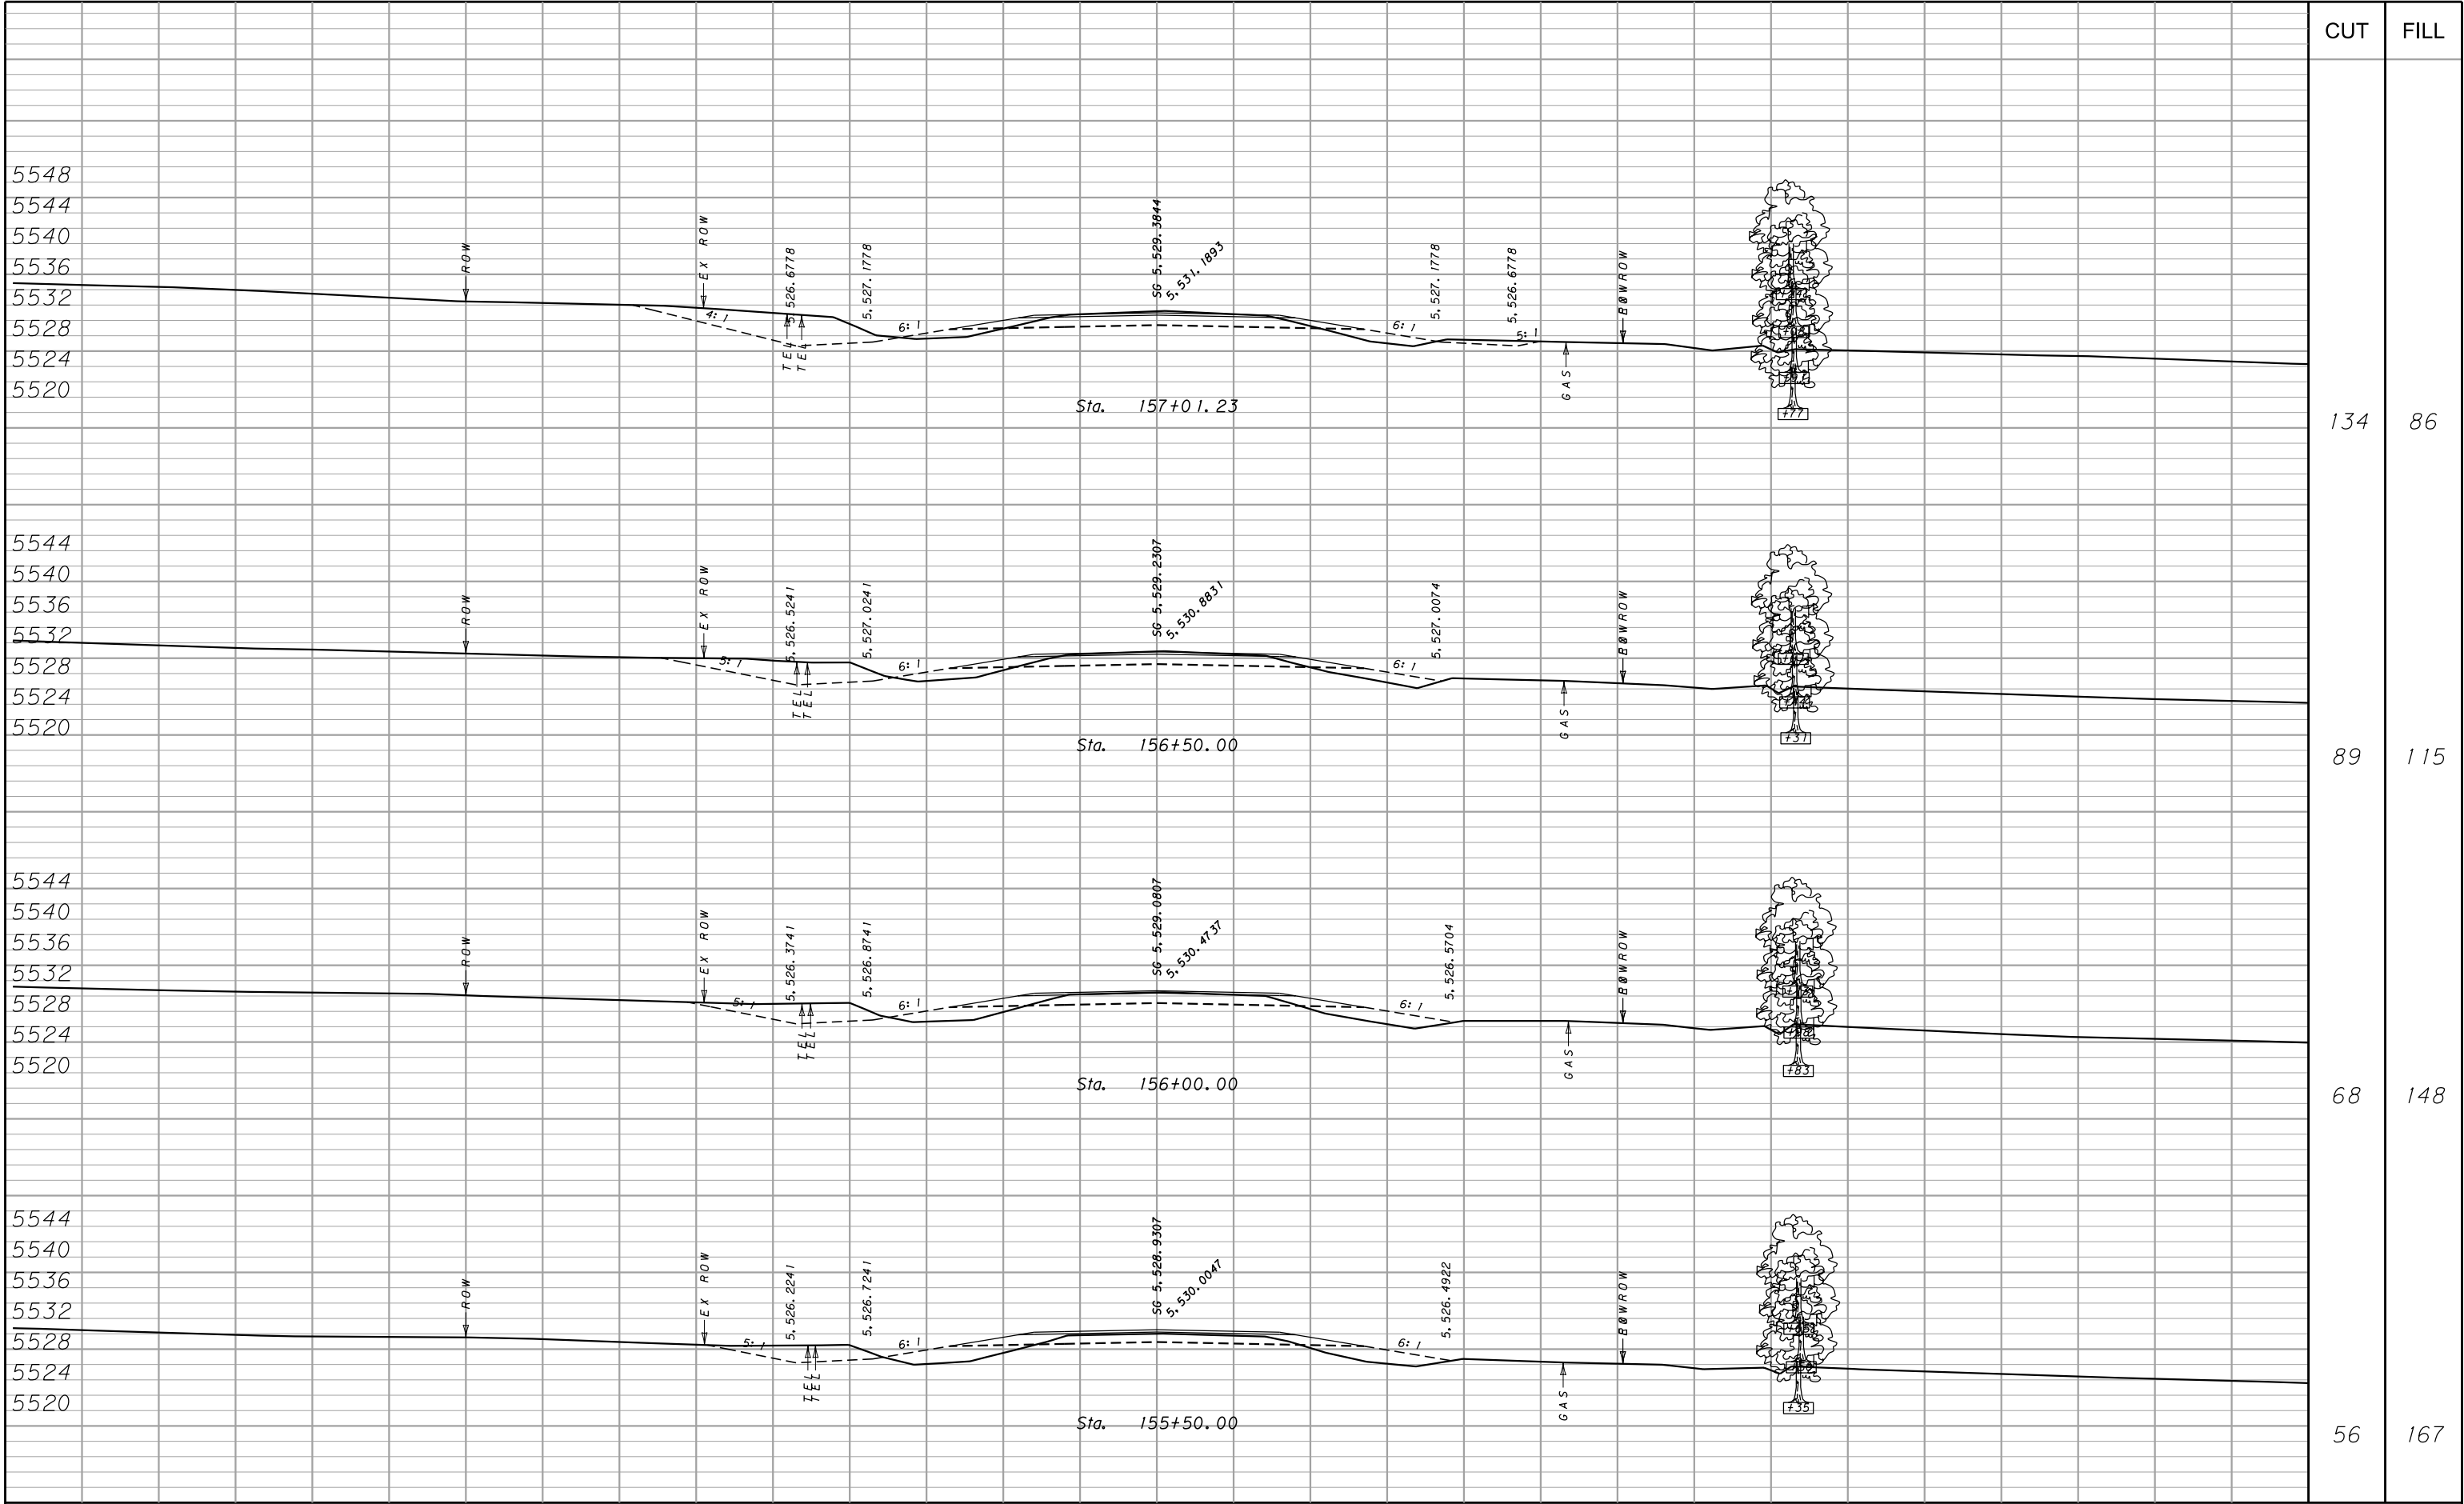 CUT FILL
5548
5544
5540
5536
5532
5528
5524
5520
ROW
EX ROW
4:1
5,526.6778
TEL
TEL
5,527.1778
6:1
SG 5,529.3844
5,531.1893
6:1
5,527.1778
5,526.6778
5:1
GAS
ROW
+77
Sta. 157+01.23
134 86
5544
5540
5536
5532
5528
5524
5520
ROW
EX ROW
5:1
5,526.5241
TEL
TEL
5,527.0241
6:1
SG 5,529.2307
5,530.8831
6:1
5,527.0074
GAS
ROW
+31
Sta. 156+50.00
89 115
5544
5540
5536
5532
5528
5524
5520
ROW
EX ROW
5:1
5,526.3741
TEL
TEL
5,526.8741
6:1
SG 5,529.0807
5,530.4737
6:1
5,526.5704
GAS
ROW
+83
Sta. 156+00.00
68 148
5544
5540
5536
5532
5528
5524
5520
ROW
EX ROW
5:1
5,526.2241
TEL
TEL
5,526.7241
6:1
SG 5,528.9307
5,530.0047
6:1
5,526.4922
GAS
ROW
+35
Sta. 155+50.00
56 167